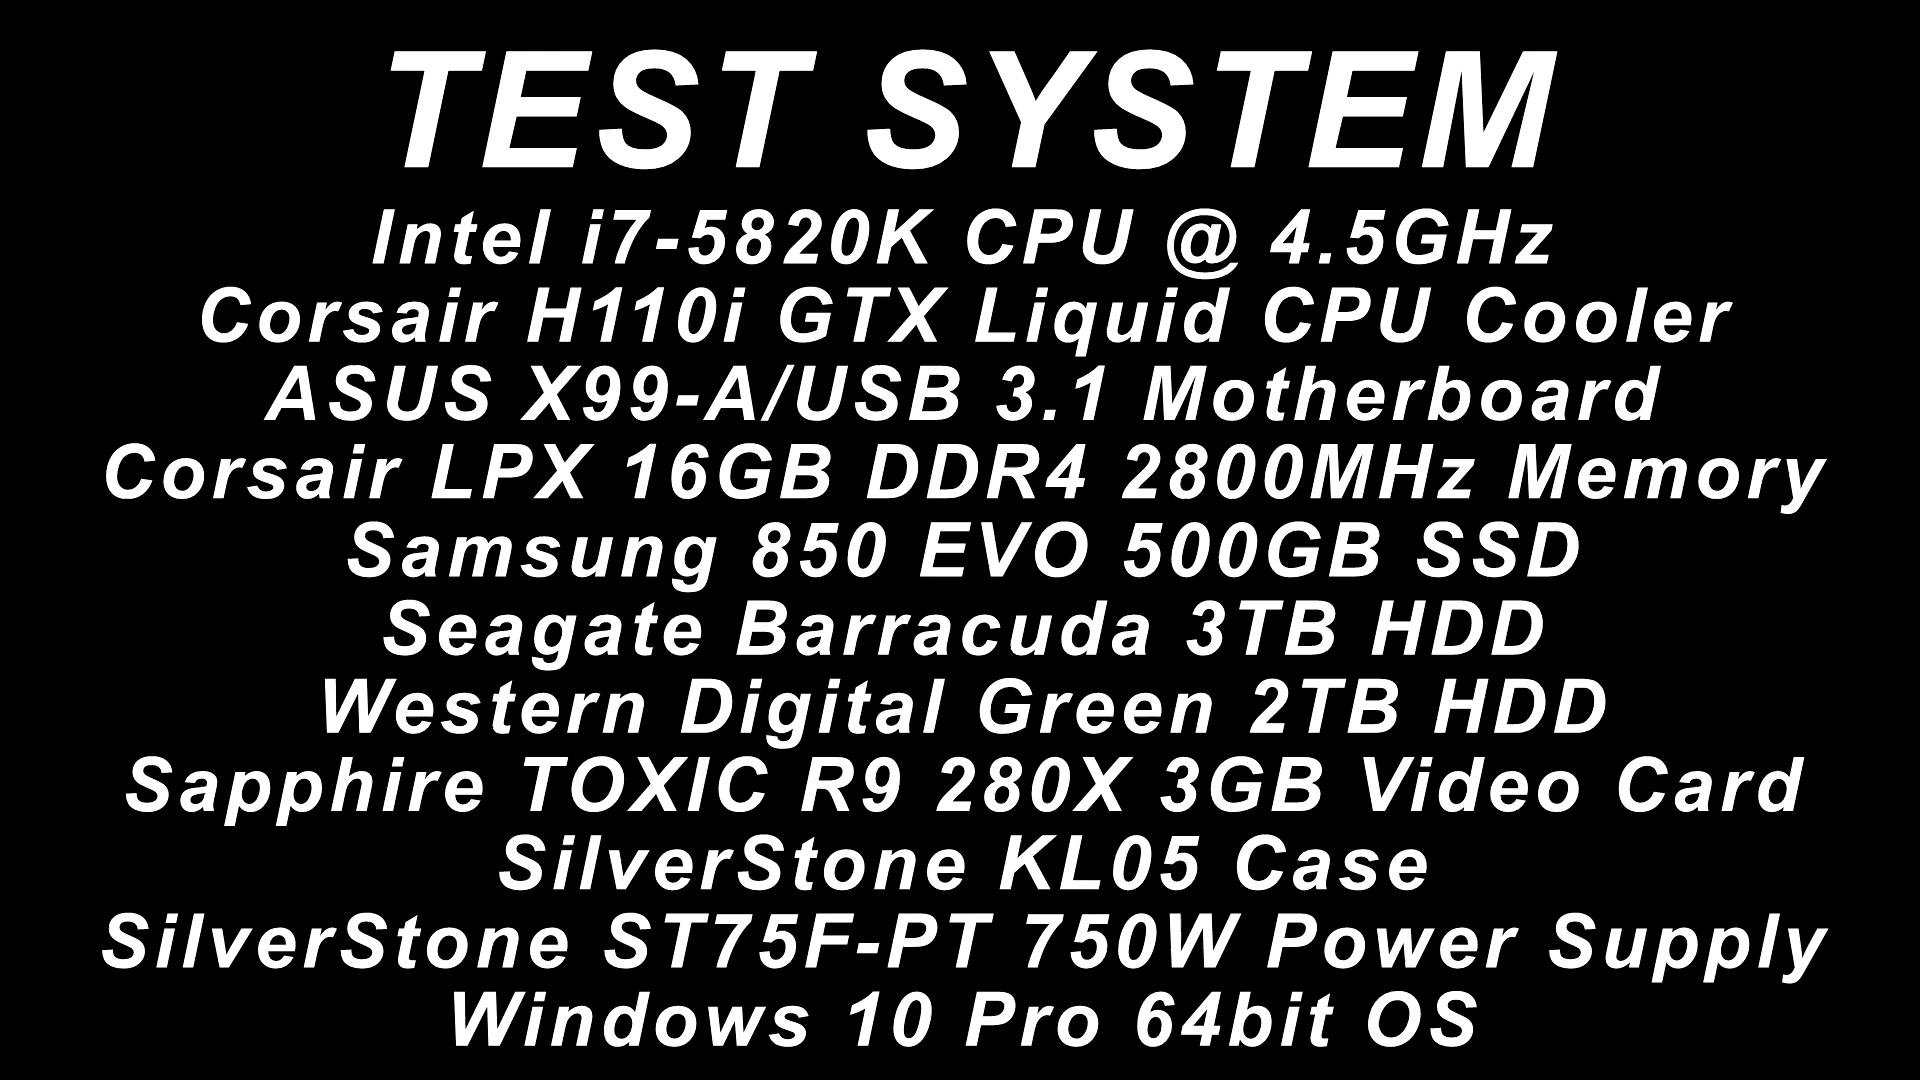 TEST SYSTEM
Intel i7-5820K CPU @ 4.5GHz
Corsair H110i GTX Liquid CPU Cooler
ASUS X99-A/USB 3.1 Motherboard
Corsair LPX 16GB DDR4 2800MHz Memory
Samsung 850 EVO 500GB SSD
Seagate Barracuda 3TB HDD
Western Digital Green 2TB HDD
Sapphire TOXIC R9 280X 3GB Video Card
SilverStone KL05 Case
SilverStone ST75F-PT 750W Power Supply
Windows 10 Pro 64bit OS